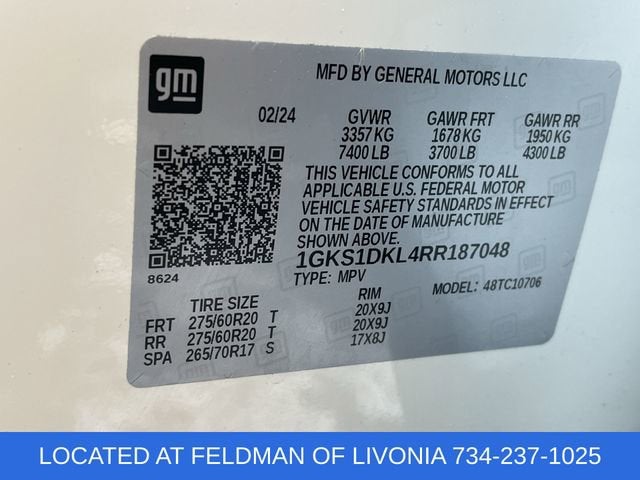 gm
MFD BY GENERAL MOTORS LLC
02/24 GVWR GAWR FRT GAWR RR
3357 KG 1678 KG 1950 KG
7400 LB 3700 LB 4300 LB
THIS VEHICLE CONFORMS TO ALL
APPLICABLE U.S. FEDERAL MOTOR
VEHICLE SAFETY STANDARDS IN EFFECT
ON THE DATE OF MANUFACTURE
SHOWN ABOVE.
1GKS1DKL4RR187048
8624
TYPE: MPV MODEL: 48TC10706
TIRE SIZE RIM
FRT 275/60R20 T 20X9J
RR 275/60R20 T 20X9J
SPA 265/70R17 S 17X8J
LOCATED AT FELDMAN OF LIVONIA 734-237-1025